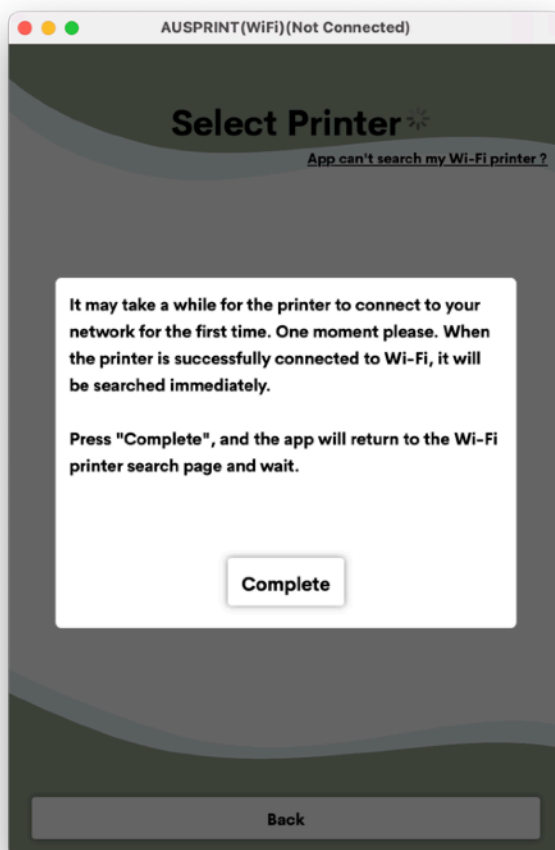 AUSPRINT(WiFi)(Not Connected)
Select Printer
App can't search my Wi-Fi printer ?
It may take a while for the printer to connect to your
network for the first time. One moment please. When
the printer is successfully connected to Wi-Fi, it will
be searched immediately.
Press "Complete", and the app will return to the Wi-Fi
printer search page and wait.
Complete
Back